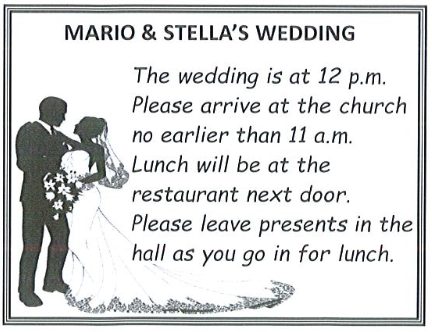 MARIO & STELLA'S WEDDING
The wedding is at 12 p.m.
Please arrive at the church
no earlier than 11 a.m.
Lunch will be at the
restaurant next door.
Please leave presents in the
hall as you go in for lunch.